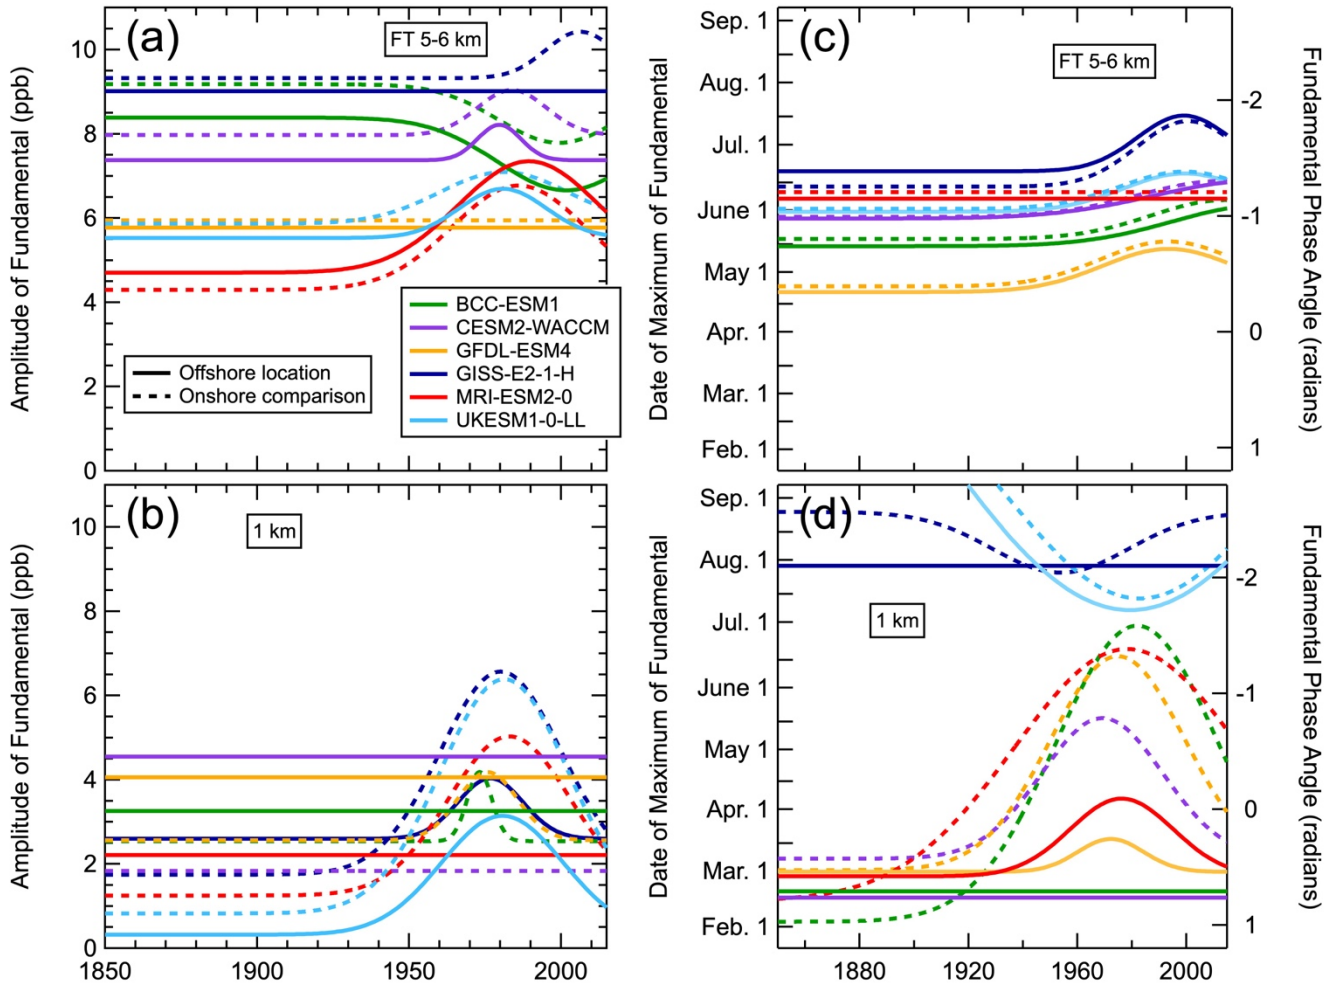 (a)
FT 5-6 km
Amplitude of Fundamental (ppb)
10
8
6
4
2
0
BCC-ESM1
CESM2-WACCM
GFDL-ESM4
GISS-E2-1-H
MRI-ESM2-0
UKESM1-0-LL
Offshore location
Onshore comparison
(c)
FT 5-6 km
Date of Maximum of Fundamental
Sep. 1
Aug. 1
Jul. 1
June 1
May 1
Apr. 1
Mar. 1
Feb. 1
Fundamental Phase Angle (radians)
-2
-1
0
1
(b)
1 km
Amplitude of Fundamental (ppb)
10
8
6
4
2
0
1850
1900
1950
2000
(d)
1 km
Date of Maximum of Fundamental
Sep. 1
Aug. 1
Jul. 1
June 1
May 1
Apr. 1
Mar. 1
Feb. 1
Fundamental Phase Angle (radians)
-2
-1
0
1
1880
1920
1960
2000